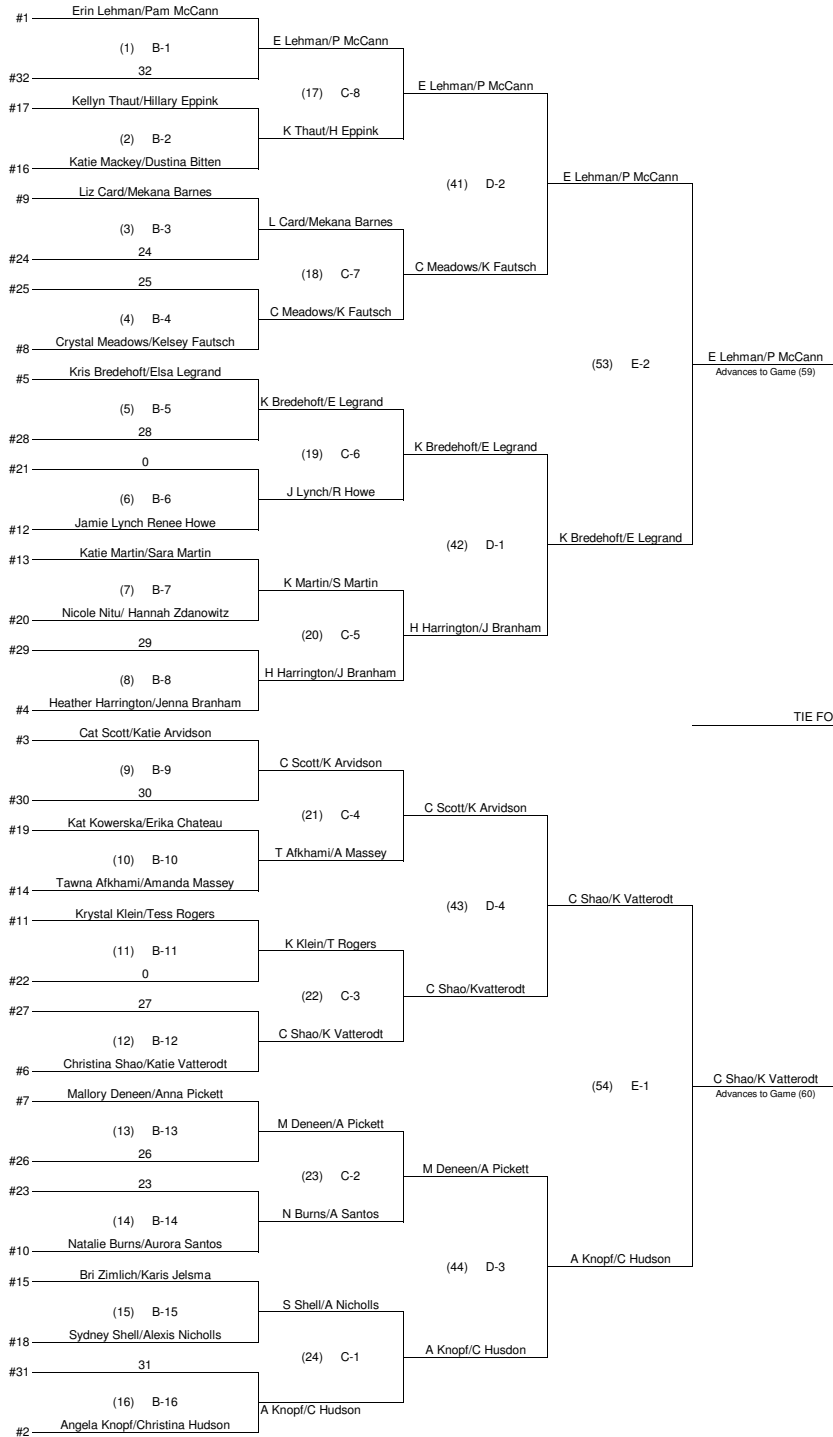 Erin Lehman/Pam McCann
#1
(1) B-1
E Lehman/P McCann
32
#32
(17) C-8
E Lehman/P McCann
Kellyn Thaut/Hillary Eppink
#17
(2) B-2
K Thaut/H Eppink
Katie Mackey/Dustina Bitten
#16
(41) D-2
E Lehman/P McCann
Liz Card/Mekana Barnes
#9
(3) B-3
L Card/Mekana Barnes
24
#24
(18) C-7
C Meadows/K Fautsch
25
#25
(4) B-4
C Meadows/K Fautsch
Crystal Meadows/Kelsey Fautsch
#8
(53) E-2
E Lehman/P McCann
Advances to Game (59)
Kris Bredehoft/Elsa Legrand
#5
(5) B-5
K Bredehoft/E Legrand
28
#28
(19) C-6
K Bredehoft/E Legrand
0
#21
(6) B-6
J Lynch/R Howe
Jamie Lynch Renee Howe
#12
(42) D-1
K Bredehoft/E Legrand
Katie Martin/Sara Martin
#13
(7) B-7
K Martin/S Martin
Nicole Nitu/ Hannah Zdanowitz
#20
(20) C-5
H Harrington/J Branham
29
#29
(8) B-8
H Harrington/J Branham
Heather Harrington/Jenna Branham
#4
TIE FO
Cat Scott/Katie Arvidson
#3
(9) B-9
C Scott/K Arvidson
30
#30
(21) C-4
C Scott/K Arvidson
Kat Kowerska/Erika Chateau
#19
(10) B-10
T Afkhami/A Massey
Tawna Afkhami/Amanda Massey
#14
(43) D-4
C Shao/K Vatterodt
Krystal Klein/Tess Rogers
#11
(11) B-11
K Klein/T Rogers
0
#22
(22) C-3
C Shao/Kvatterodt
27
#27
(12) B-12
C Shao/K Vatterodt
Christina Shao/Katie Vatterodt
#6
(54) E-1
C Shao/K Vatterodt
Advances to Game (60)
Mallory Deneen/Anna Pickett
#7
(13) B-13
M Deneen/A Pickett
26
#26
(23) C-2
M Deneen/A Pickett
23
#23
(14) B-14
N Burns/A Santos
Natalie Burns/Aurora Santos
#10
(44) D-3
A Knopf/C Hudson
Bri Zimlich/Karis Jelsma
#15
(15) B-15
S Shell/A Nicholls
Sydney Shell/Alexis Nicholls
#18
(24) C-1
A Knopf/C Husdon
31
#31
(16) B-16
A Knopf/C Hudson
Angela Knopf/Christina Hudson
#2